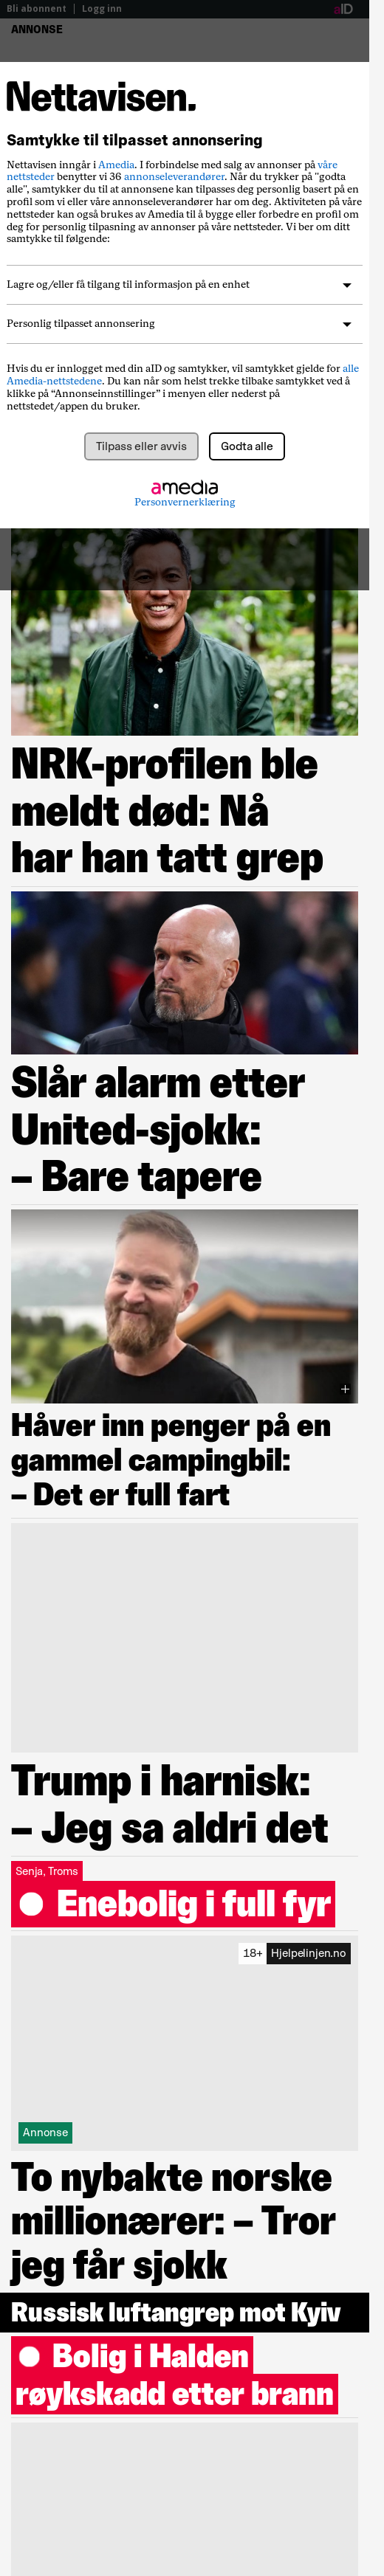 Bli abonnent | Logg inn
aID
ANNONSE
Nettavisen.
Samtykke til tilpasset annonsering
Nettavisen inngår i Amedia. I forbindelse med salg av annonser på våre
nettsteder benytter vi 36 annonseleverandører. Når du trykker på "godta
alle", samtykker du til at annonsene kan tilpasses deg personlig basert på en
profil som vi eller våre annonseleverandører har om deg. Aktiviteten på våre
nettsteder kan også brukes av Amedia til å bygge eller forbedre en profil om
deg for personlig tilpasning av annonser på våre nettsteder. Vi ber om ditt
samtykke til følgende:
Lagre og/eller få tilgang til informasjon på en enhet
Personlig tilpasset annonsering
Hvis du er innlogget med din aID og samtykker, vil samtykket gjelde for alle
Amedia-nettstedene. Du kan når som helst trekke tilbake samtykket ved å
klikke på “Annonseinnstillinger” i menyen eller nederst på
nettstedet/appen du bruker.
Tilpass eller avvis
Godta alle
amedia
Personvernerklæring
NRK-profilen ble
meldt død: Nå
har han tatt grep
Slår alarm etter
United-sjokk:
– Bare tapere
Håver inn penger på en
gammel campingbil:
– Det er full fart
Trump i harnisk:
– Jeg sa aldri det
Senja, Troms
Enebolig i full fyr
18+ Hjelpelinjen.no
Annonse
To nybakte norske
millionærer: – Tror
jeg får sjokk
Russisk luftangrep mot Kyiv
Bolig i Halden
røykskadd etter brann